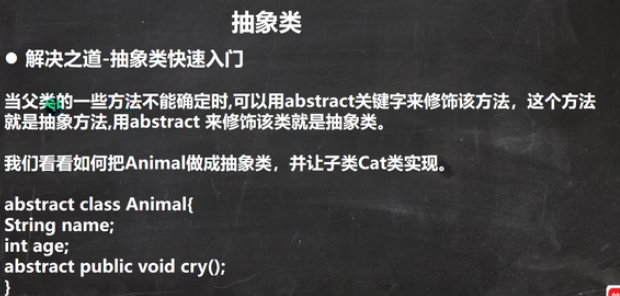 抽象类
● 解决之道-抽象类快速入门
当父类的一些方法不能确定时,可以用abstract关键字来修饰该方法，这个方法
就是抽象方法,用abstract 来修饰该类就是抽象类。
我们看看如何把Animal做成抽象类，并让子类Cat类实现。
abstract class Animal{
String name;
int age;
abstract public void cry();
}